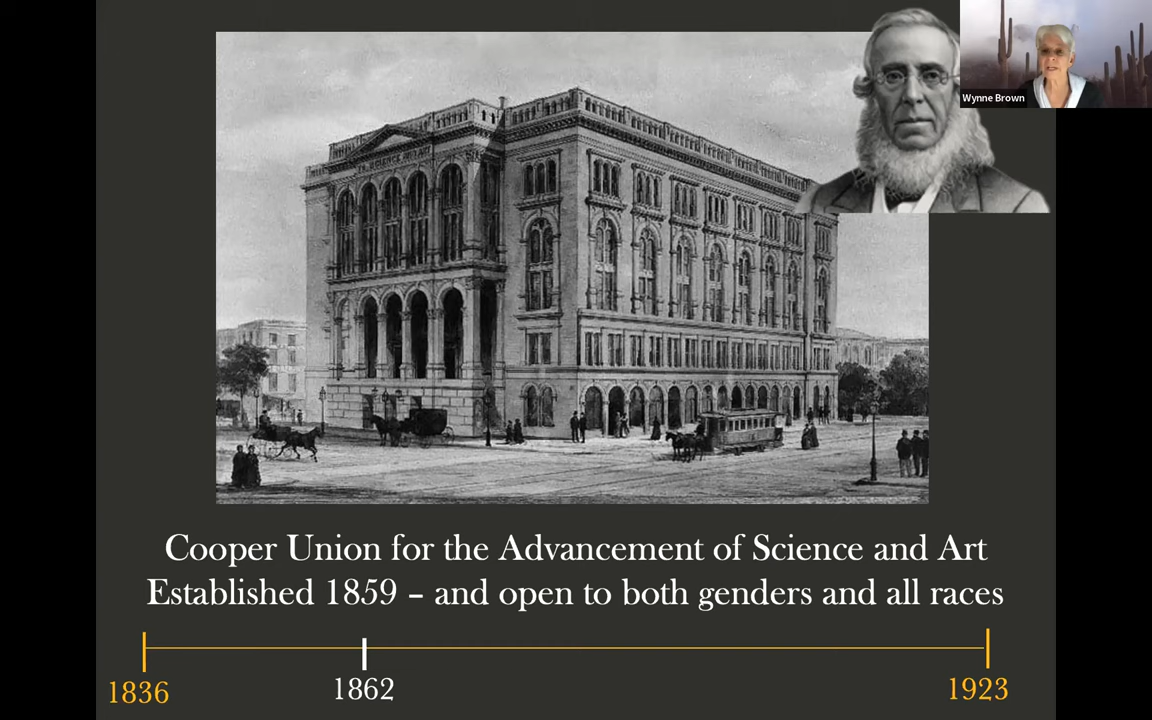 Wynne Brown
Cooper Union for the Advancement of Science and Art
Established 1859 – and open to both genders and all races
1836
1862
1923